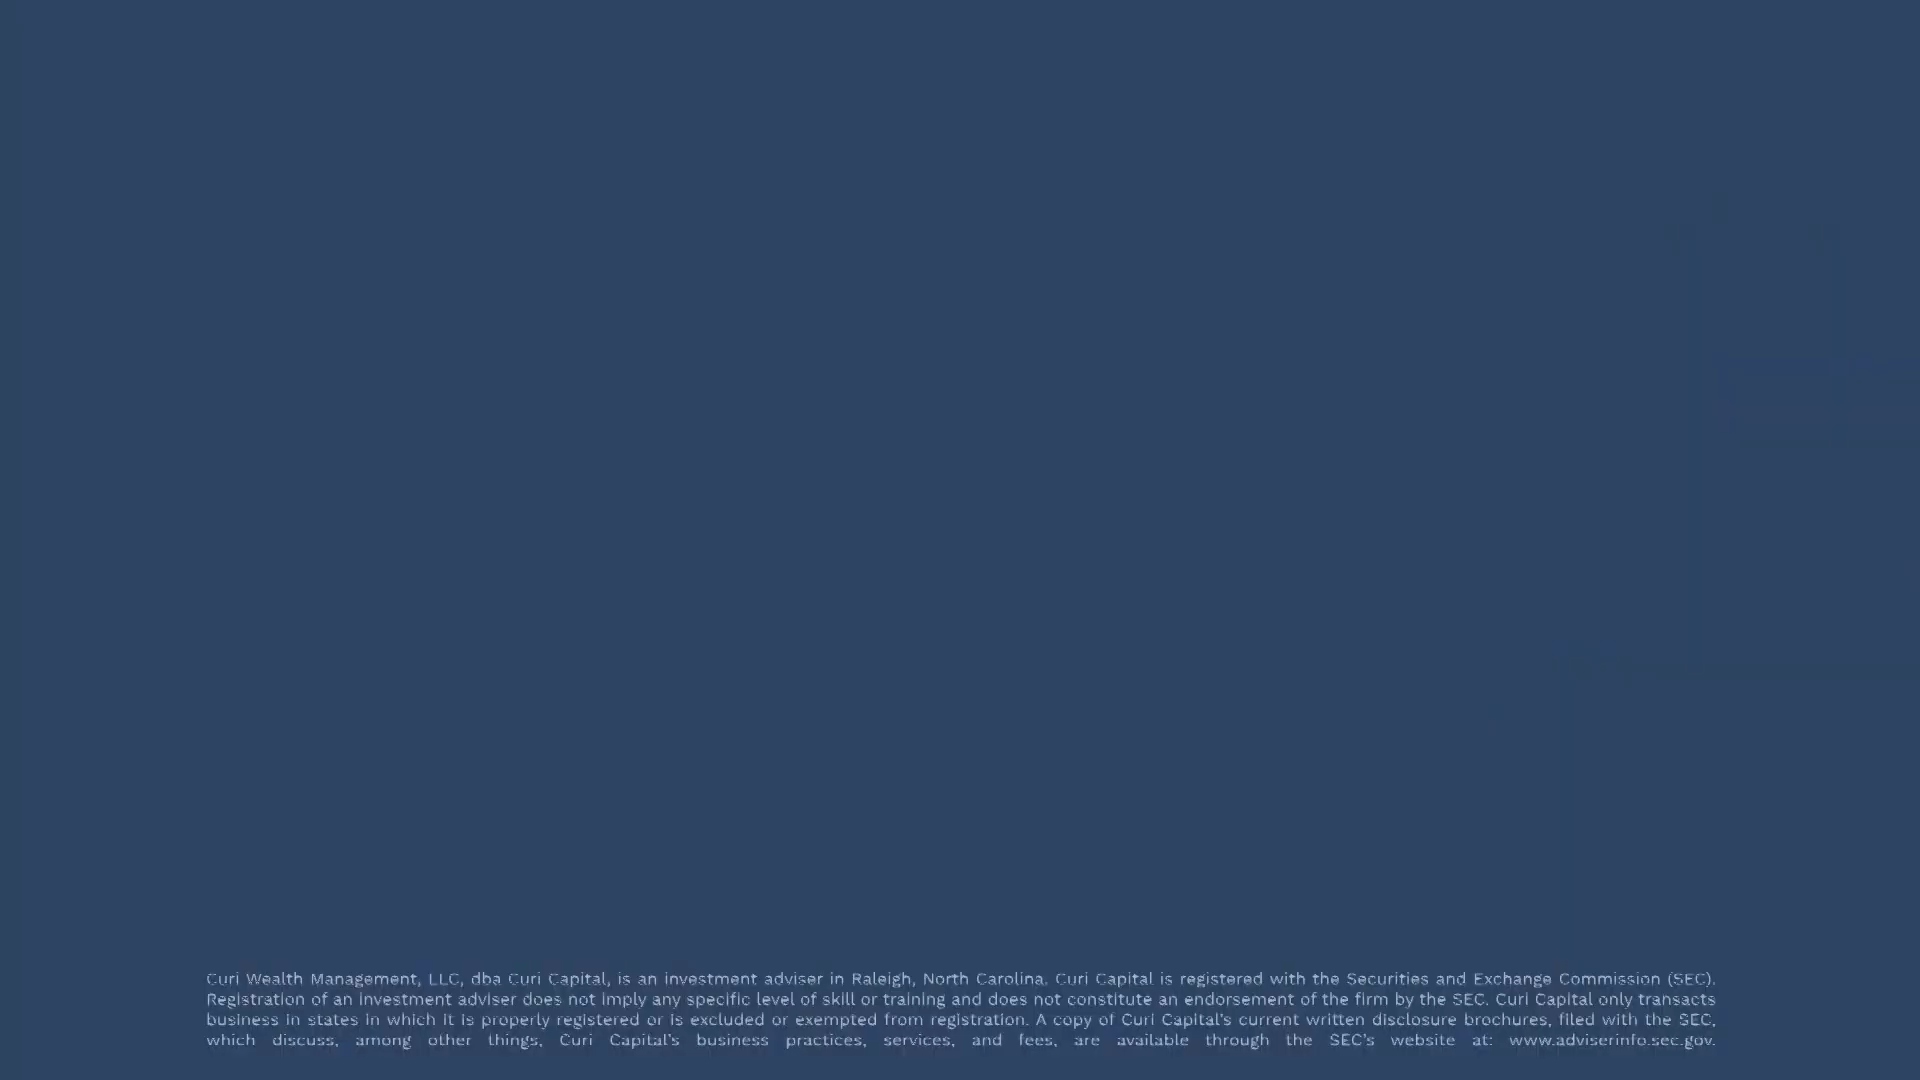 Curi Wealth Management, LLC, dba Curi Capital, is an investment adviser in Raleigh, North Carolina. Curi Capital is registered with the Securities and Exchange Commission (SEC).
Registration of an investment adviser does not imply any specific level of skill or training and does not constitute an endorsement of the firm by the SEC. Curi Capital only transacts
business in states in which it is properly registered or is excluded or exempted from registration. A copy of Curi Capital's current written disclosure brochures, filed with the SEC,
which discuss, among other things, Curi Capital's business practices, services, and fees, are available through the SEC's website at: www.adviserinfo.sec.gov.